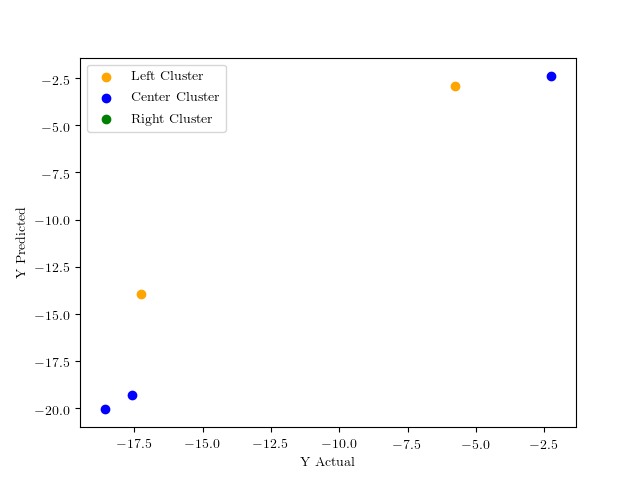 Left Cluster
Center Cluster
Right Cluster
Y Predicted
−2.5
−5.0
−7.5
−10.0
−12.5
−15.0
−17.5
−20.0
−17.5 −15.0 −12.5 −10.0 −7.5 −5.0 −2.5
Y Actual